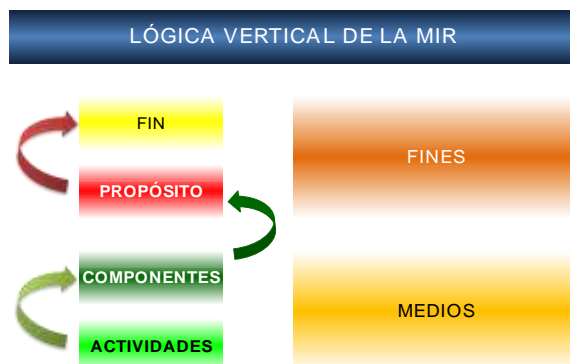 LÓGICA VERTICAL DE LA MIR
FIN
PROPÓSITO
COMPONENTES
ACTIVIDADES
FINES
MEDIOS